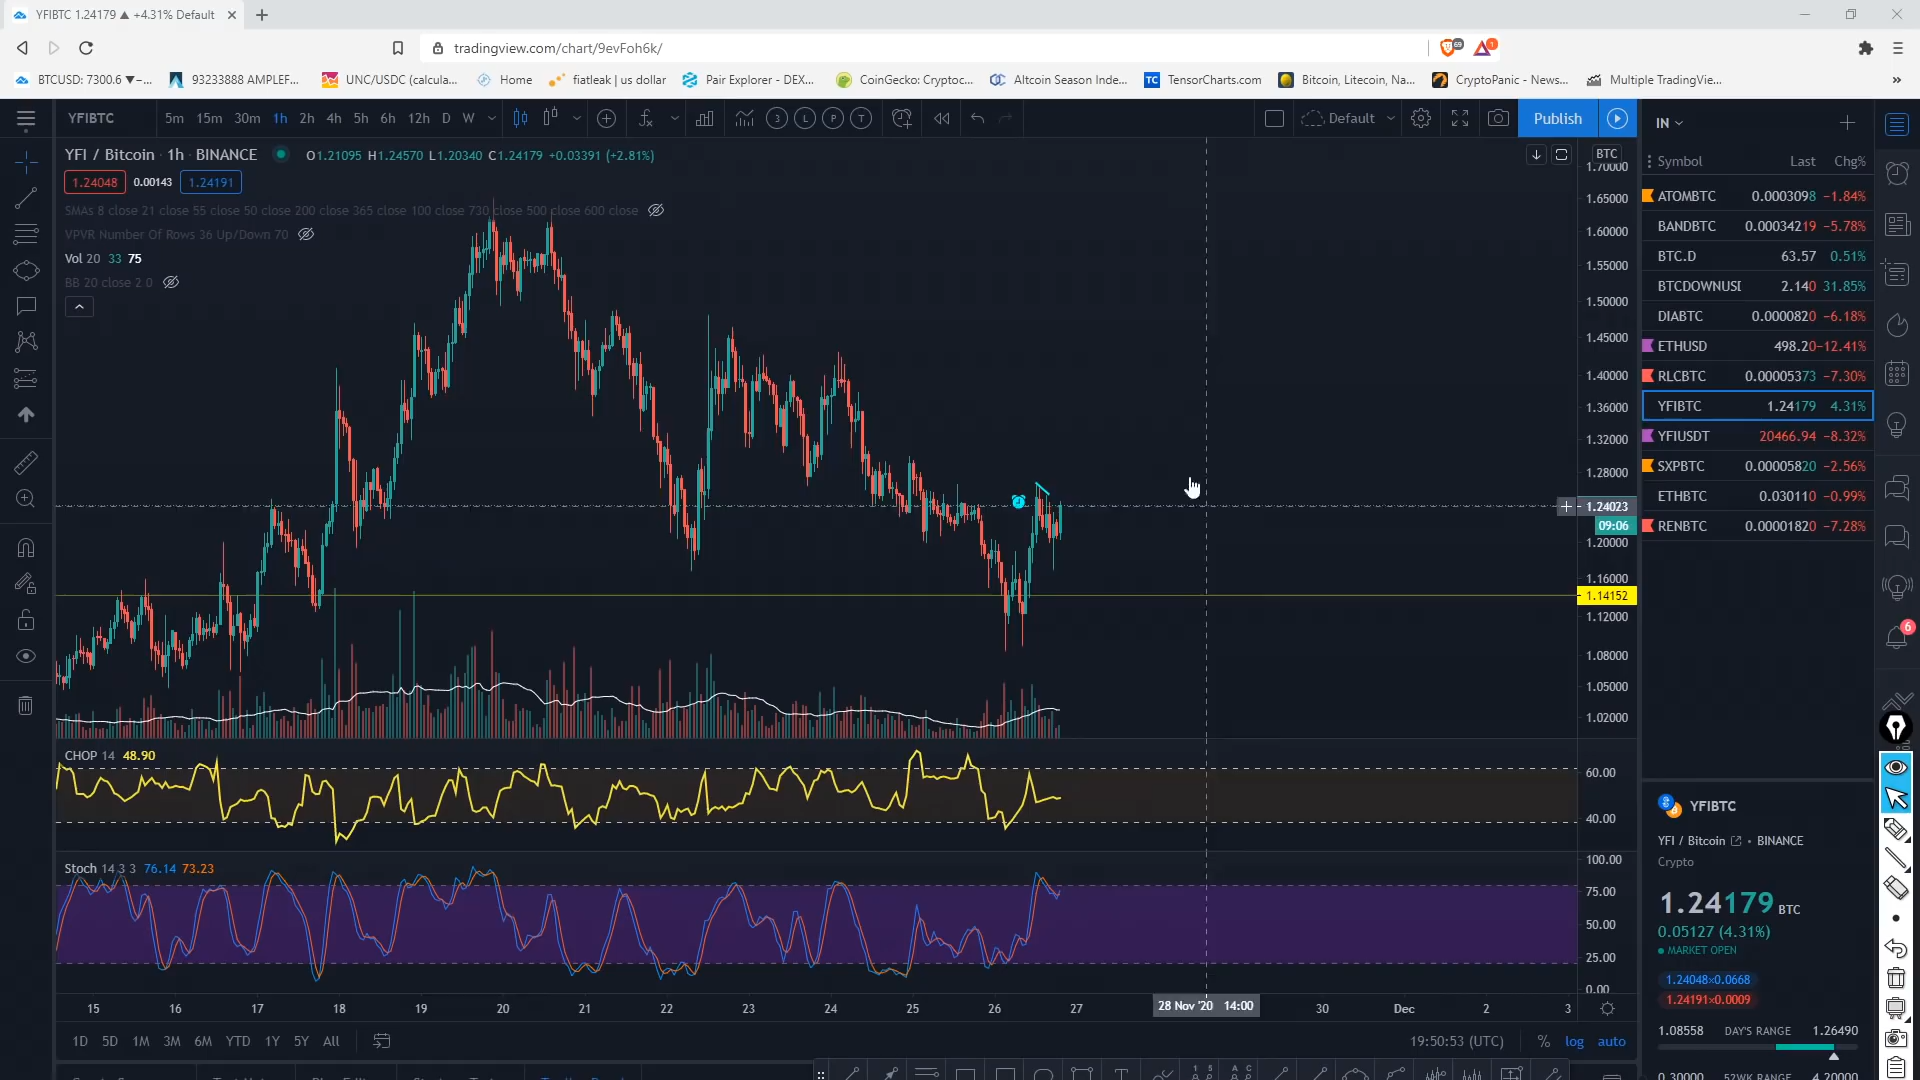 YFIBTC 1.24179 ▲ +4.31% Default
tradingview.com/chart/9evFoh6k/
BTCUSD: 7300.6 ▼−...
93233888 AMPLEF...
UNC/USDC (calcula...
Home
fiatleak | us dollar
Pair Explorer - DEX...
CoinGecko: Cryptoc...
Altcoin Season Inde...
TensorCharts.com
Bitcoin, Litecoin, Na...
CryptoPanic - News...
Multiple TradingVie...
YFIBTC 5m 15m 30m 1h 2h 4h 5h 6h 12h D W
3 L P T
Default
Publish
IN
YFI / Bitcoin · 1h · BINANCE O1.21095 H1.24570 L1.20340 C1.24179 +0.03391 (+2.81%)
1.24048 0.00143 1.24191
SMAs 8 close 21 close 55 close 50 close 200 close 365 close 100 close 730 close 500 close 600 close
VPVR Number Of Rows 36 Up/Down 70
Vol 20 33 75
BB 20 close 2 0
BTC
1.70000
1.65000
1.60000
1.55000
1.50000
1.45000
1.40000
1.36000
1.32000
1.28000
1.24023
09:06
1.20000
1.16000
1.14152
1.12000
1.08000
1.05000
1.02000
CHOP 14 48.90
60.00
40.00
Stoch 14 3 3 76.14 73.23
100.00
75.00
50.00
25.00
0.00
15 16 17 18 19 20 21 22 23 24 25 26 27 28 Nov '20 14:00 30 Dec 2 3
1D 5D 1M 3M 6M YTD 1Y 5Y All
19:50:53 (UTC) % log auto
Symbol Last Chg%
ATOMBTC 0.0003098 −1.84%
BANDBTC 0.00034219 −5.78%
BTC.D 63.57 0.51%
BTCDOWNUSI 2.140 31.85%
DIABTC 0.0000820 −6.18%
ETHUSD 498.20 −12.41%
RLCBTC 0.00005373 −7.30%
YFIBTC 1.24179 4.31%
YFIUSDT 20466.94 −8.32%
SXPBTC 0.00005820 −2.56%
ETHBTC 0.030110 −0.99%
RENBTC 0.00001820 −7.28%
6
YFIBTC
YFI / Bitcoin • BINANCE
Crypto
1.24179 BTC
0.05127 (4.31%)
MARKET OPEN
1.24048×0.0668
1.24191×0.0009
1.08558 DAY'S RANGE 1.26490
0.30000 52WK RANGE 4.20000